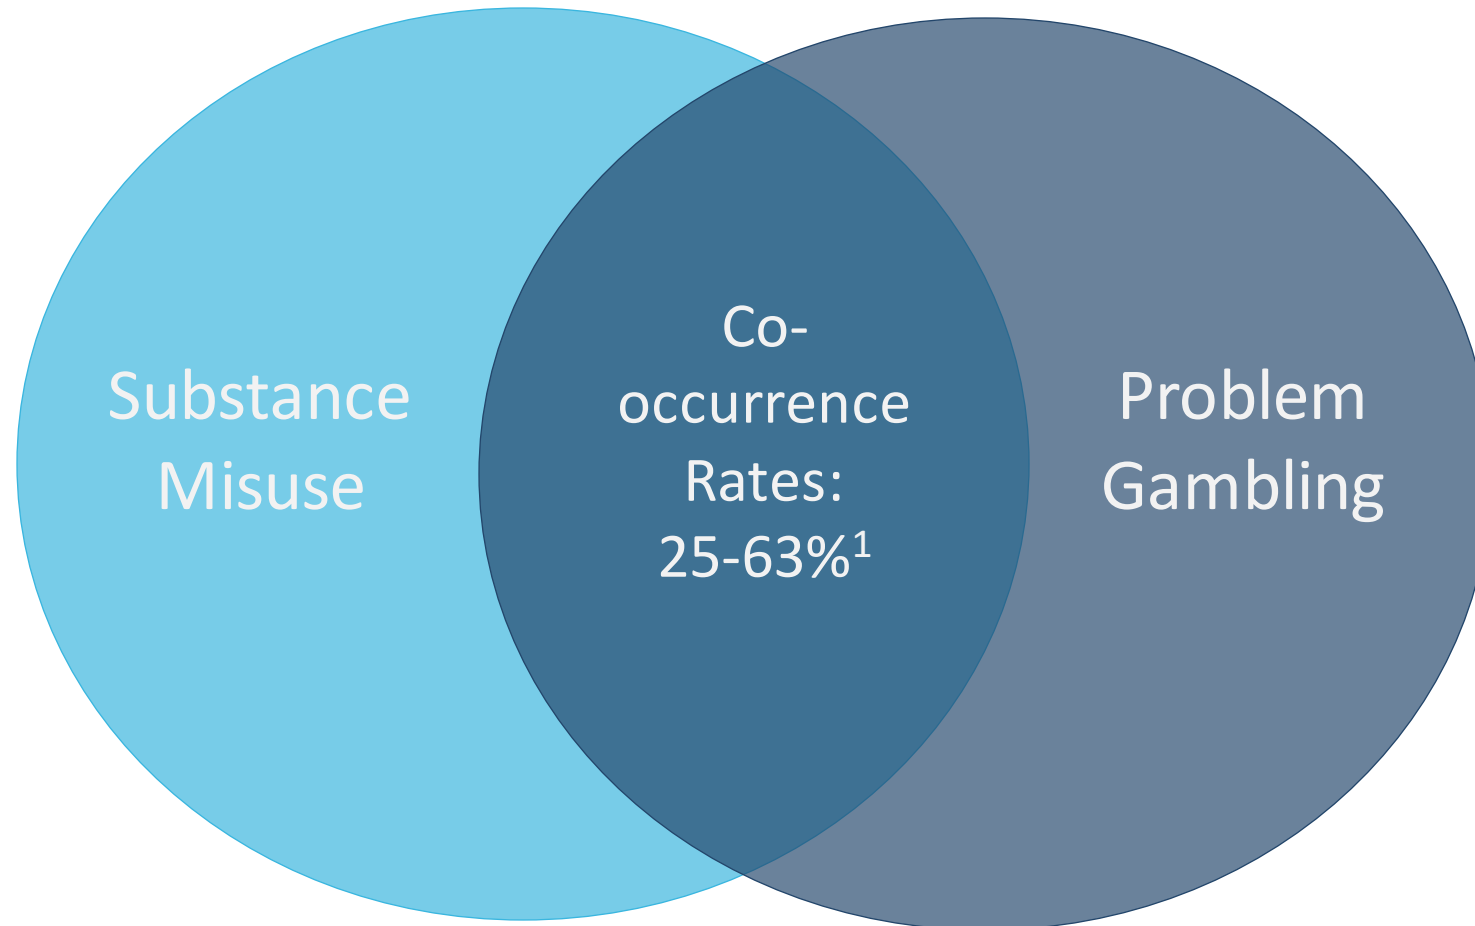 Substance
Misuse
Co-
occurrence
Rates:
25-63%¹
Problem
Gambling